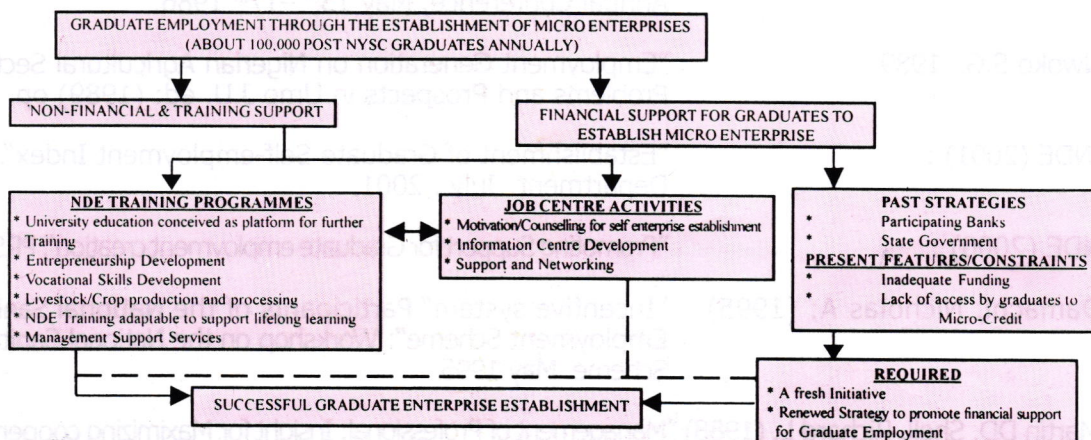 GRADUATE EMPLOYMENT THROUGH THE ESTABLISHMENT OF MICRO ENTERPRISES
(ABOUT 100,000 POST NYSC GRADUATES ANNUALLY)
'NON-FINANCIAL & TRAINING SUPPORT
FINANCIAL SUPPORT FOR GRADUATES TO
ESTABLISH MICRO ENTERPRISE
NDE TRAINING PROGRAMMES
* University education conceived as platform for further
* Training
* Entrepreneurship Development
* Vocational Skills Development
* Livestock/Crop production and processing
* NDE Training adaptable to support lifelong learning
* Management Support Services
JOB CENTRE ACTIVITIES
* Motivation/Counselling for self enterprise establishment
* Information Centre Development
* Support and Networking
PAST STRATEGIES
* Participating Banks
State Government
PRESENT FEATURES/CONSTRAINTS
* Inadequate Funding
* Lack of access by graduates to
Micro-Credit
REQUIRED
* A fresh Initiative
* Renewed Strategy to promote financial support
for Graduate Employment
SUCCESSFUL GRADUATE ENTERPRISE ESTABLISHMENT